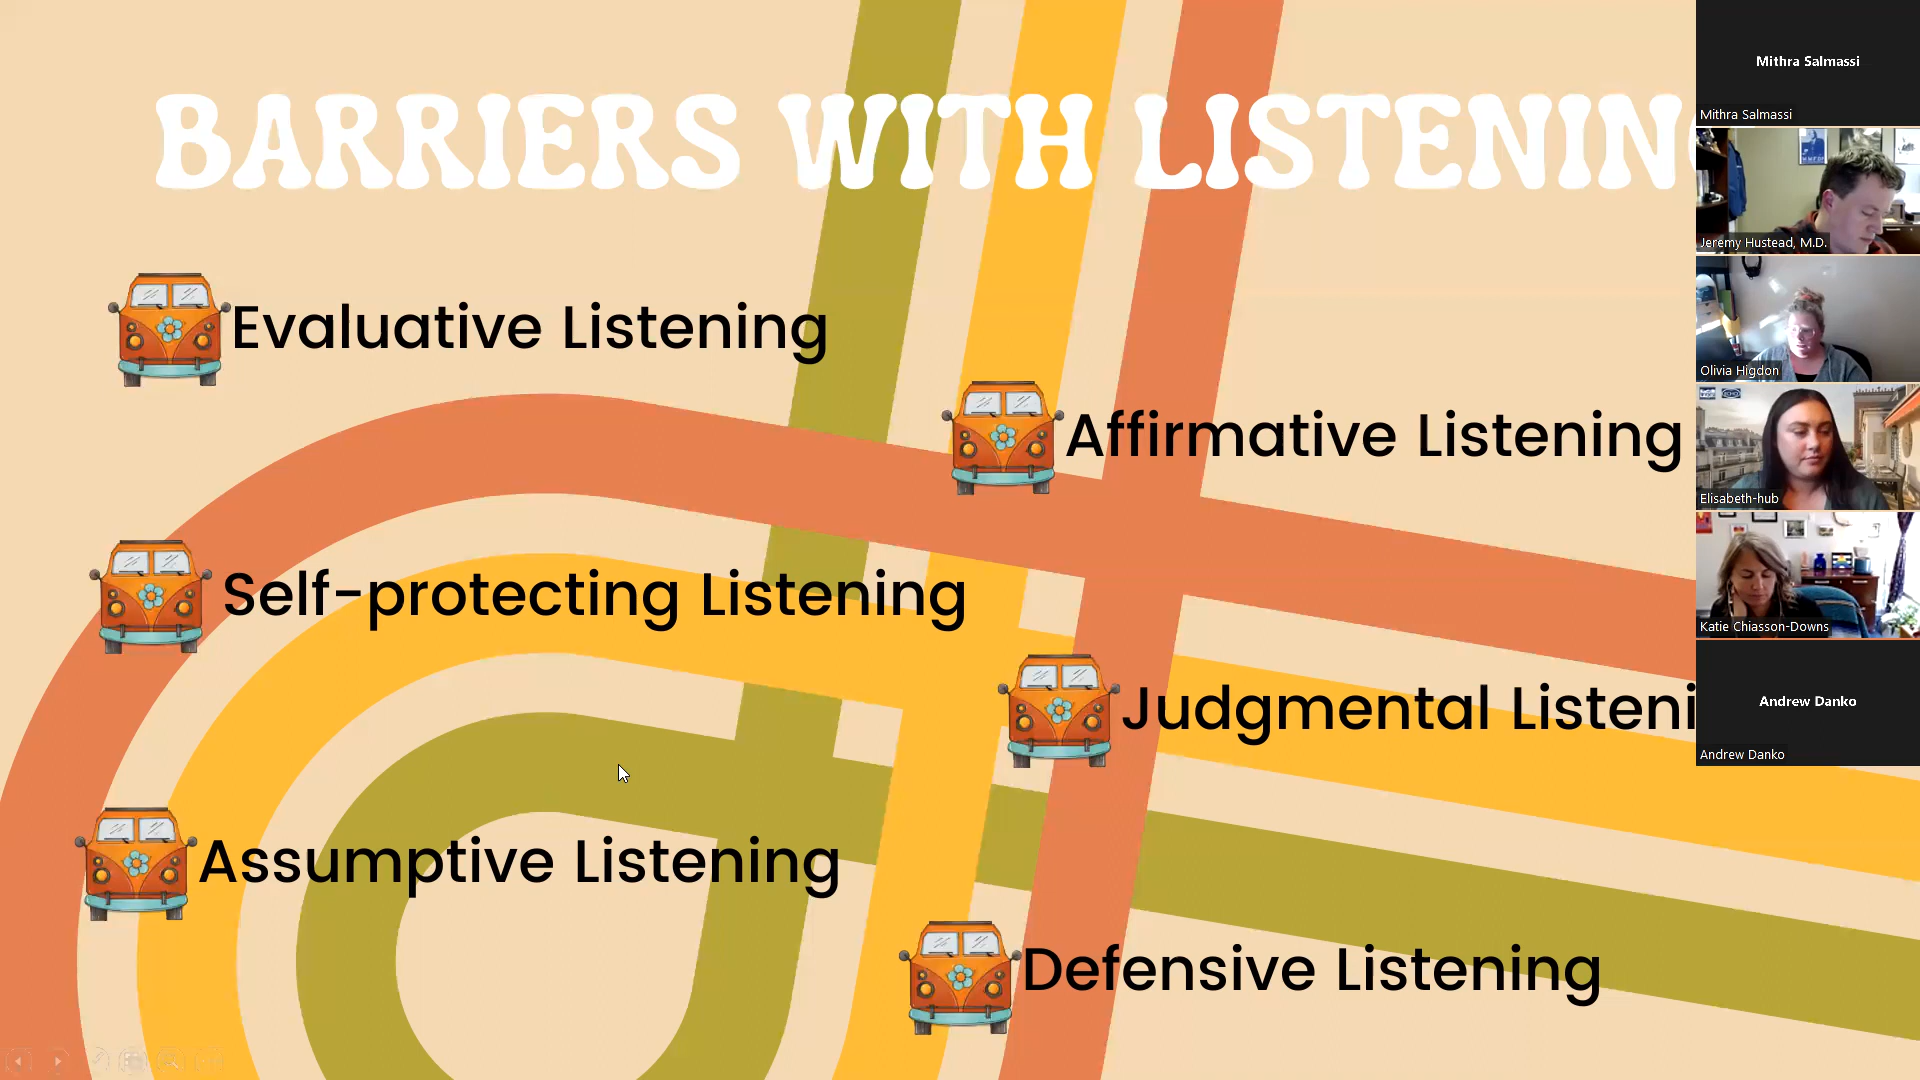 BARRIERS WITH LISTENIN
Evaluative Listening
Affirmative Listening
Self-protecting Listening
Judgmental Listeni
Assumptive Listening
Defensive Listening
Mithra Salmassi
Mithra Salmassi
Jeremy Hustead, M.D.
Olivia Higdon
Elisabeth-hub
Katie Chiasson-Downs
Andrew Danko
Andrew Danko